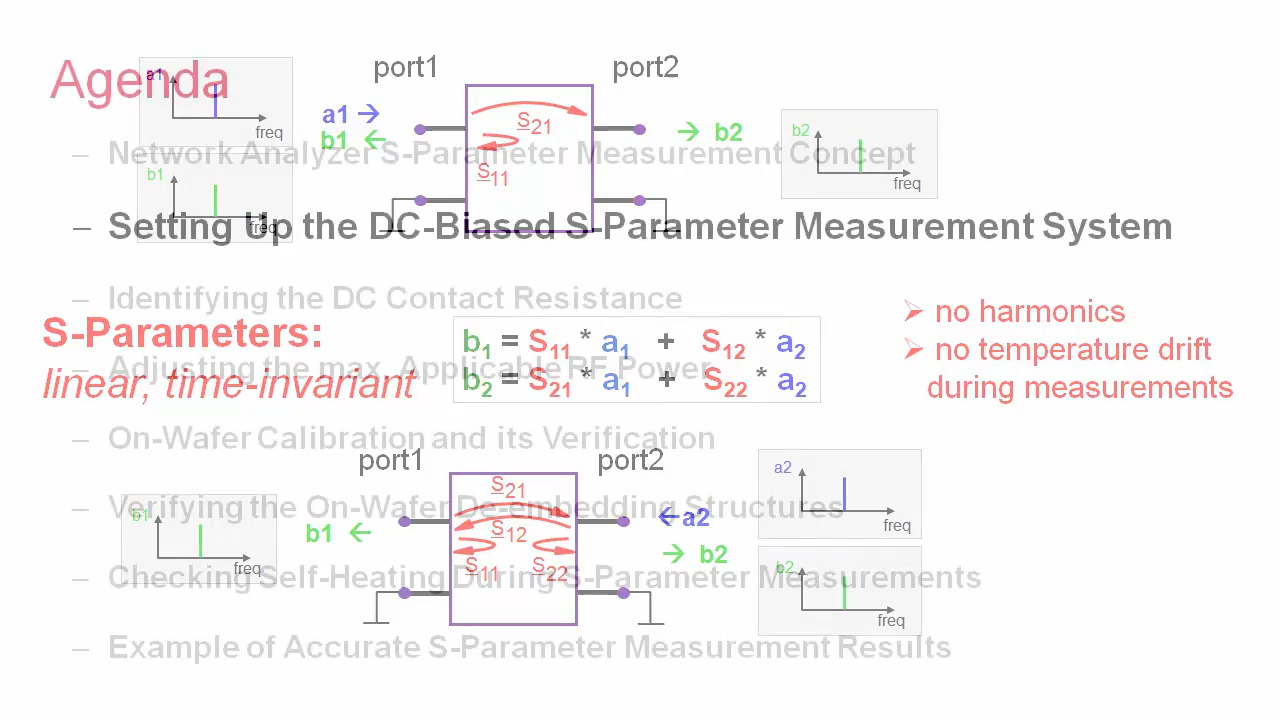 Agenda
– Network Analyzer S-Parameter Measurement Concept
– Setting Up the DC-Biased S-Parameter Measurement System
– Identifying the DC Contact Resistance
– Adjusting the max. Applicable RF Power
– On-Wafer Calibration and its Verification
– Verifying the On-Wafer De-embedding Structures
– Checking Self-Heating During S-Parameter Measurements
– Example of Accurate S-Parameter Measurement Results
port1 port2
a1
freq
a1 →
b1 ←
S21
S11
→ b2
b2
freq
b1
freq
S-Parameters:
linear, time-invariant
b1 = S11 * a1 + S12 * a2
b2 = S21 * a1 + S22 * a2
➢ no harmonics
➢ no temperature drift
during measurements
port1 port2
b1
freq
b1 ←
S21
S12
S11 S22
←a2
→ b2
a2
freq
b2
freq